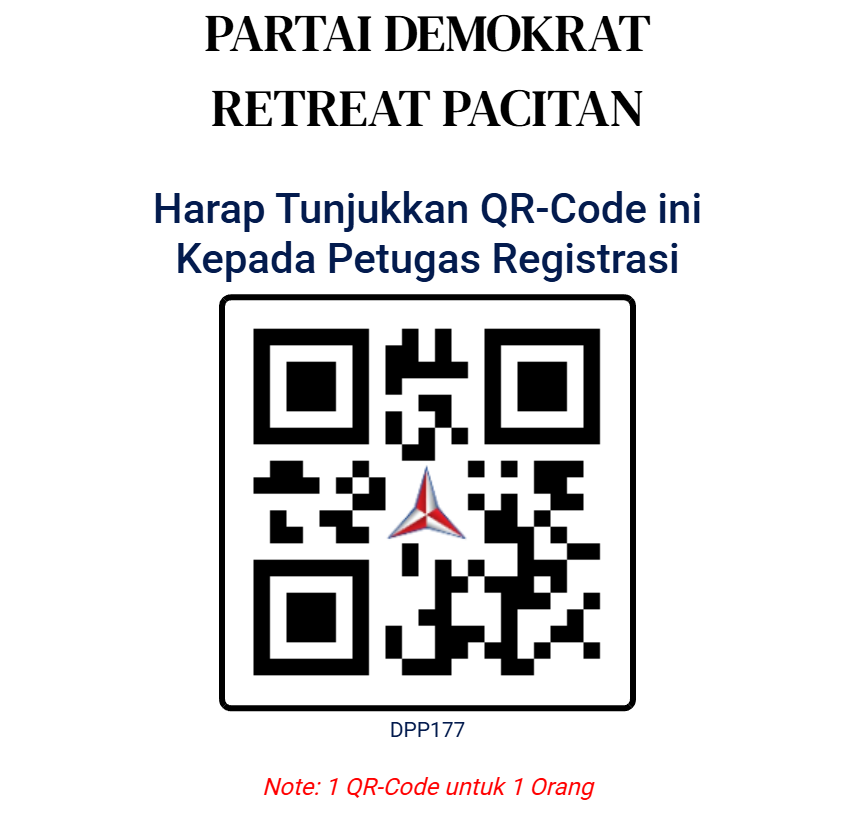 PARTAI DEMOKRAT
RETREAT PACITAN
Harap Tunjukkan QR-Code ini
Kepada Petugas Registrasi
DPP177
Note: 1 QR-Code untuk 1 Orang